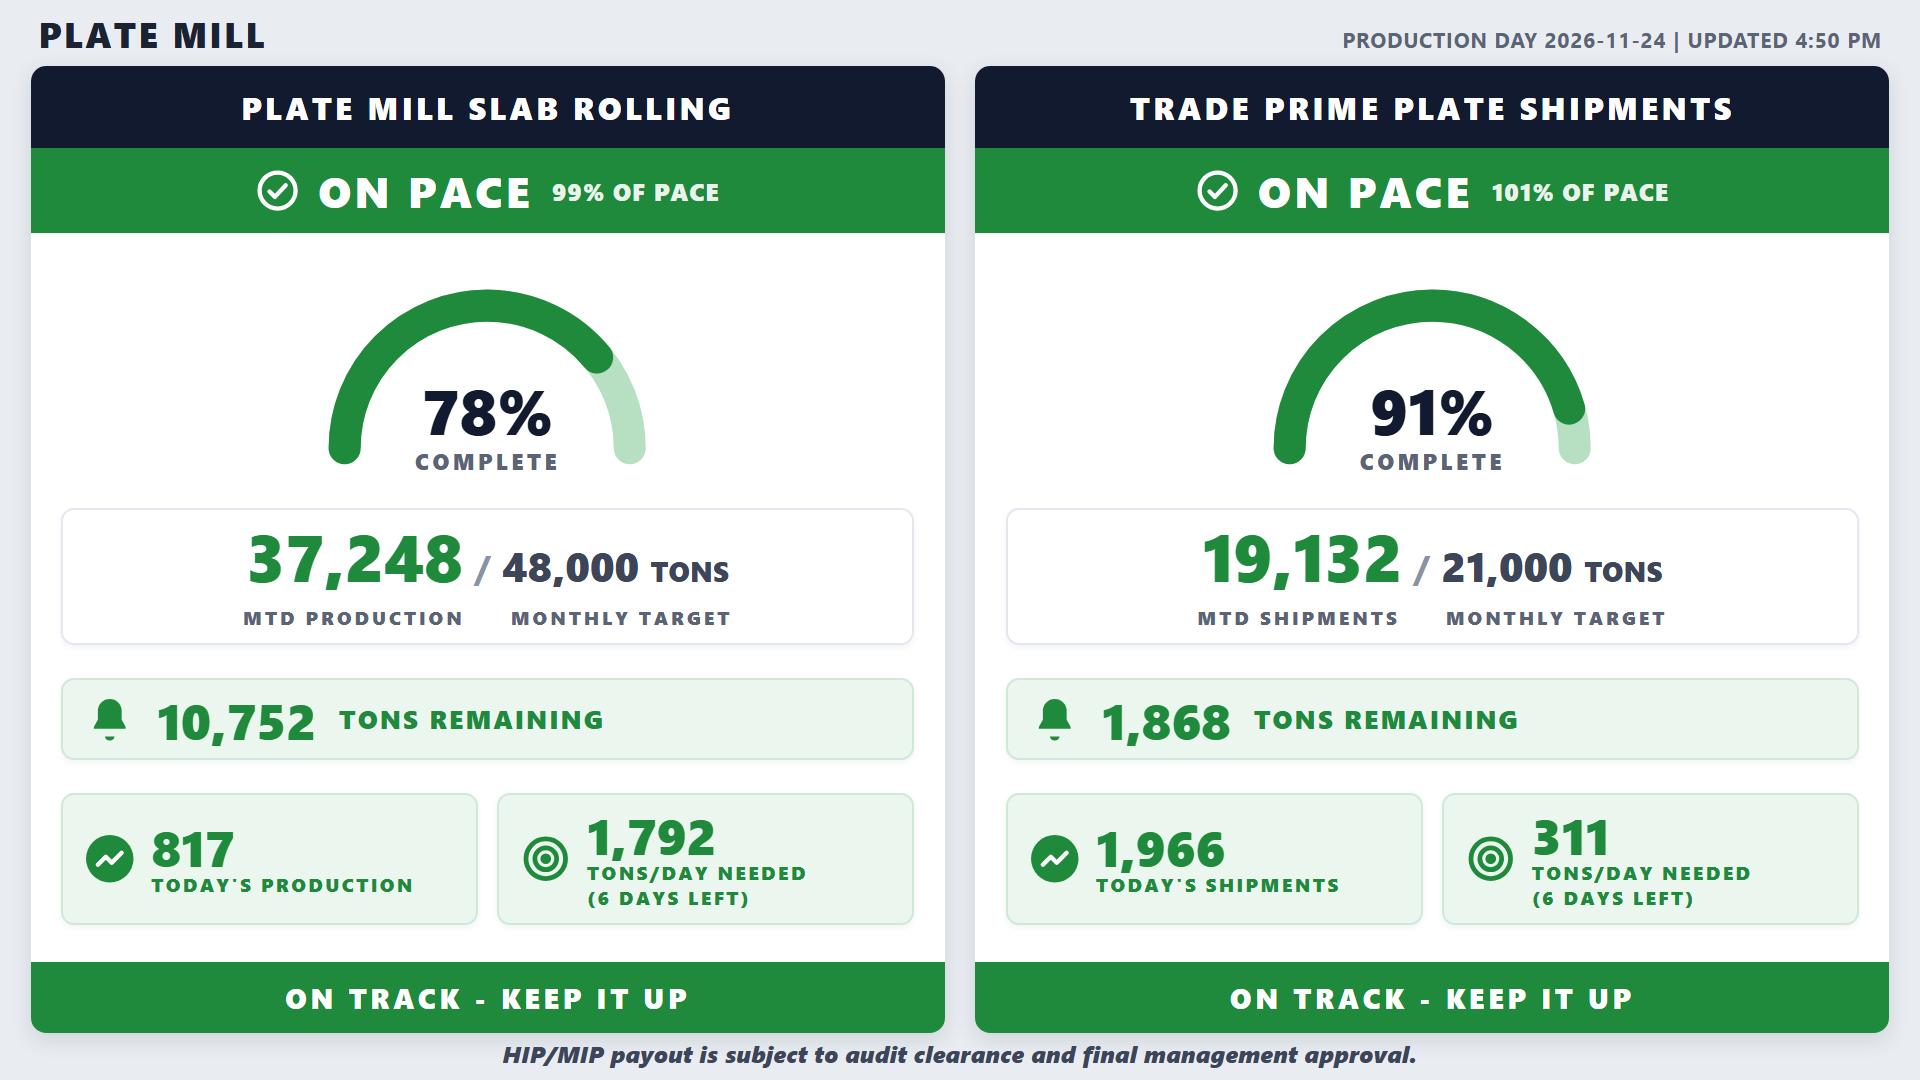 PLATE MILL
PRODUCTION DAY 2026-11-24 | UPDATED 4:50 PM
PLATE MILL SLAB ROLLING
ON PACE 99% OF PACE
78%
COMPLETE
37,248 / 48,000 TONS
MTD PRODUCTION MONTHLY TARGET
10,752 TONS REMAINING
817
TODAY'S PRODUCTION
1,792
TONS/DAY NEEDED
(6 DAYS LEFT)
ON TRACK - KEEP IT UP
TRADE PRIME PLATE SHIPMENTS
ON PACE 101% OF PACE
91%
COMPLETE
19,132 / 21,000 TONS
MTD SHIPMENTS MONTHLY TARGET
1,868 TONS REMAINING
1,966
TODAY'S SHIPMENTS
311
TONS/DAY NEEDED
(6 DAYS LEFT)
ON TRACK - KEEP IT UP
HIP/MIP payout is subject to audit clearance and final management approval.